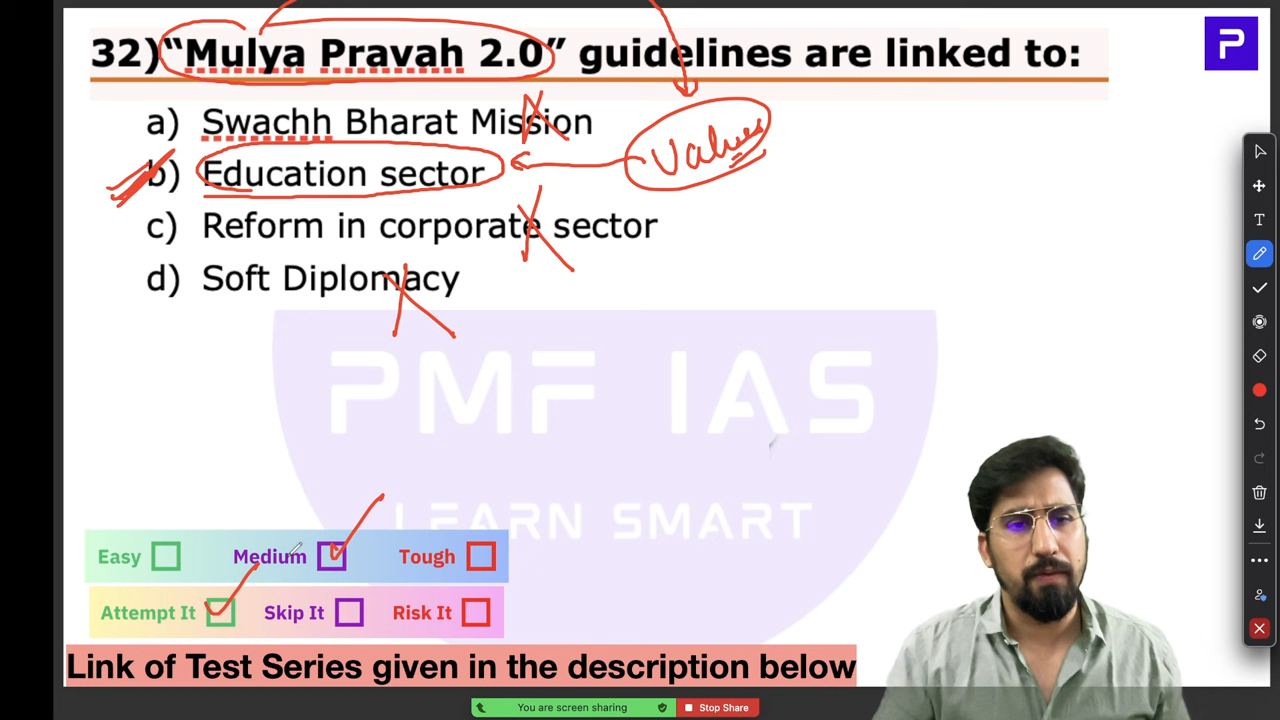 32)“Mulya Pravah 2.0” guidelines are linked to:
P
a) Swachh Bharat Mission
b) Education sector
Values
c) Reform in corporate sector
d) Soft Diplomacy
PMF IAS
LEARN SMART
Easy Medium Tough
Attempt It Skip It Risk It
Link of Test Series given in the description below
You are screen sharing Stop Share
T